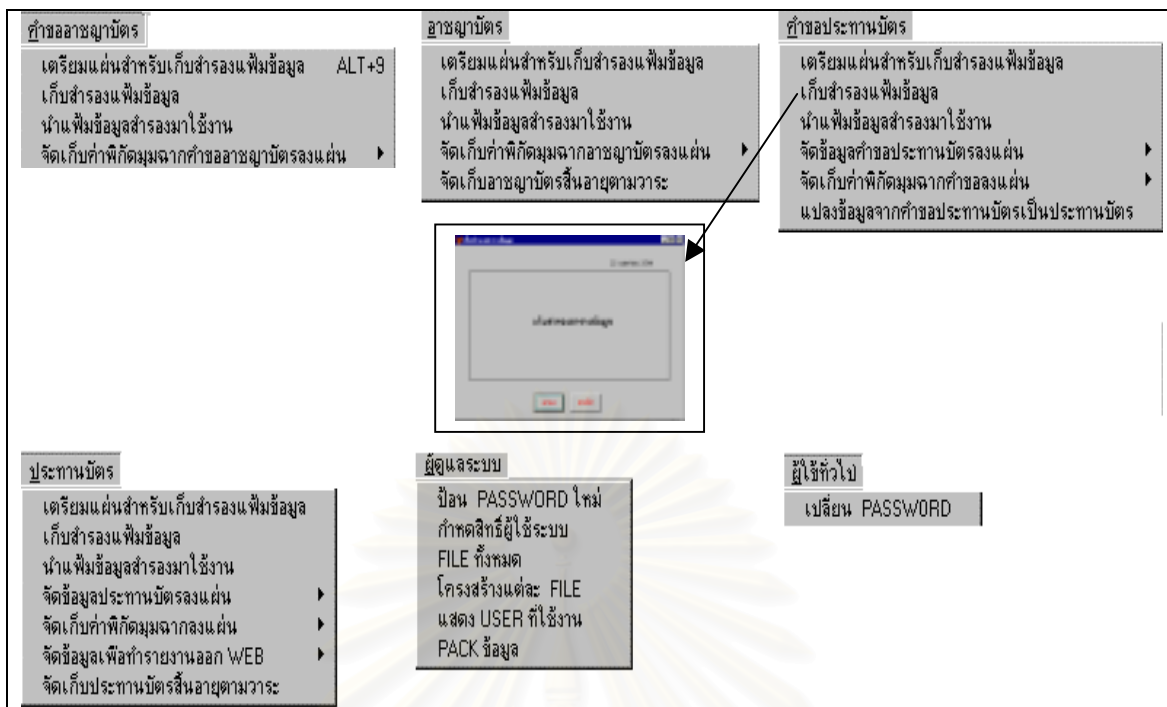 คำขออาชญาบัตร
เตรียมแผ่นสำหรับเก็บสำรองแฟ้มข้อมูล ALT+9
เก็บสำรองแฟ้มข้อมูล
นำแฟ้มข้อมูลสำรองมาใช้งาน
จัดเก็บค่าพิกัดมุมฉากคำขออาชญาบัตรลงแผ่น
อาชญาบัตร
เตรียมแผ่นสำหรับเก็บสำรองแฟ้มข้อมูล
เก็บสำรองแฟ้มข้อมูล
นำแฟ้มข้อมูลสำรองมาใช้งาน
จัดเก็บค่าพิกัดมุมฉากอาชญาบัตรลงแผ่น
จัดเก็บอาชญาบัตรสิ้นอายุตามวาระ
คำขอประทานบัตร
เตรียมแผ่นสำหรับเก็บสำรองแฟ้มข้อมูล
เก็บสำรองแฟ้มข้อมูล
นำแฟ้มข้อมูลสำรองมาใช้งาน
จัดข้อมูลคำขอประทานบัตรลงแผ่น
จัดเก็บค่าพิกัดมุมฉากคำขอลงแผ่น
แปลงข้อมูลจากคำขอประทานบัตรเป็นประทานบัตร
ประทานบัตร
เตรียมแผ่นสำหรับเก็บสำรองแฟ้มข้อมูล
เก็บสำรองแฟ้มข้อมูล
นำแฟ้มข้อมูลสำรองมาใช้งาน
จัดข้อมูลประทานบัตรลงแผ่น
จัดเก็บค่าพิกัดมุมฉากลงแผ่น
จัดข้อมูลเพื่อทำรายงานออก WEB
จัดเก็บประทานบัตรสิ้นอายุตามวาระ
ผู้ดูแลระบบ
ป้อน PASSWORD ใหม่
กำหดสิทธิ์ผู้ใช้ระบบ
FILE ทั้งหมด
โครงสร้างแต่ละ FILE
แสดง USER ที่ใช้งาน
PACK ข้อมูล
ผู้ใช้ทั่วไป
เปลี่ยน PASSWORD